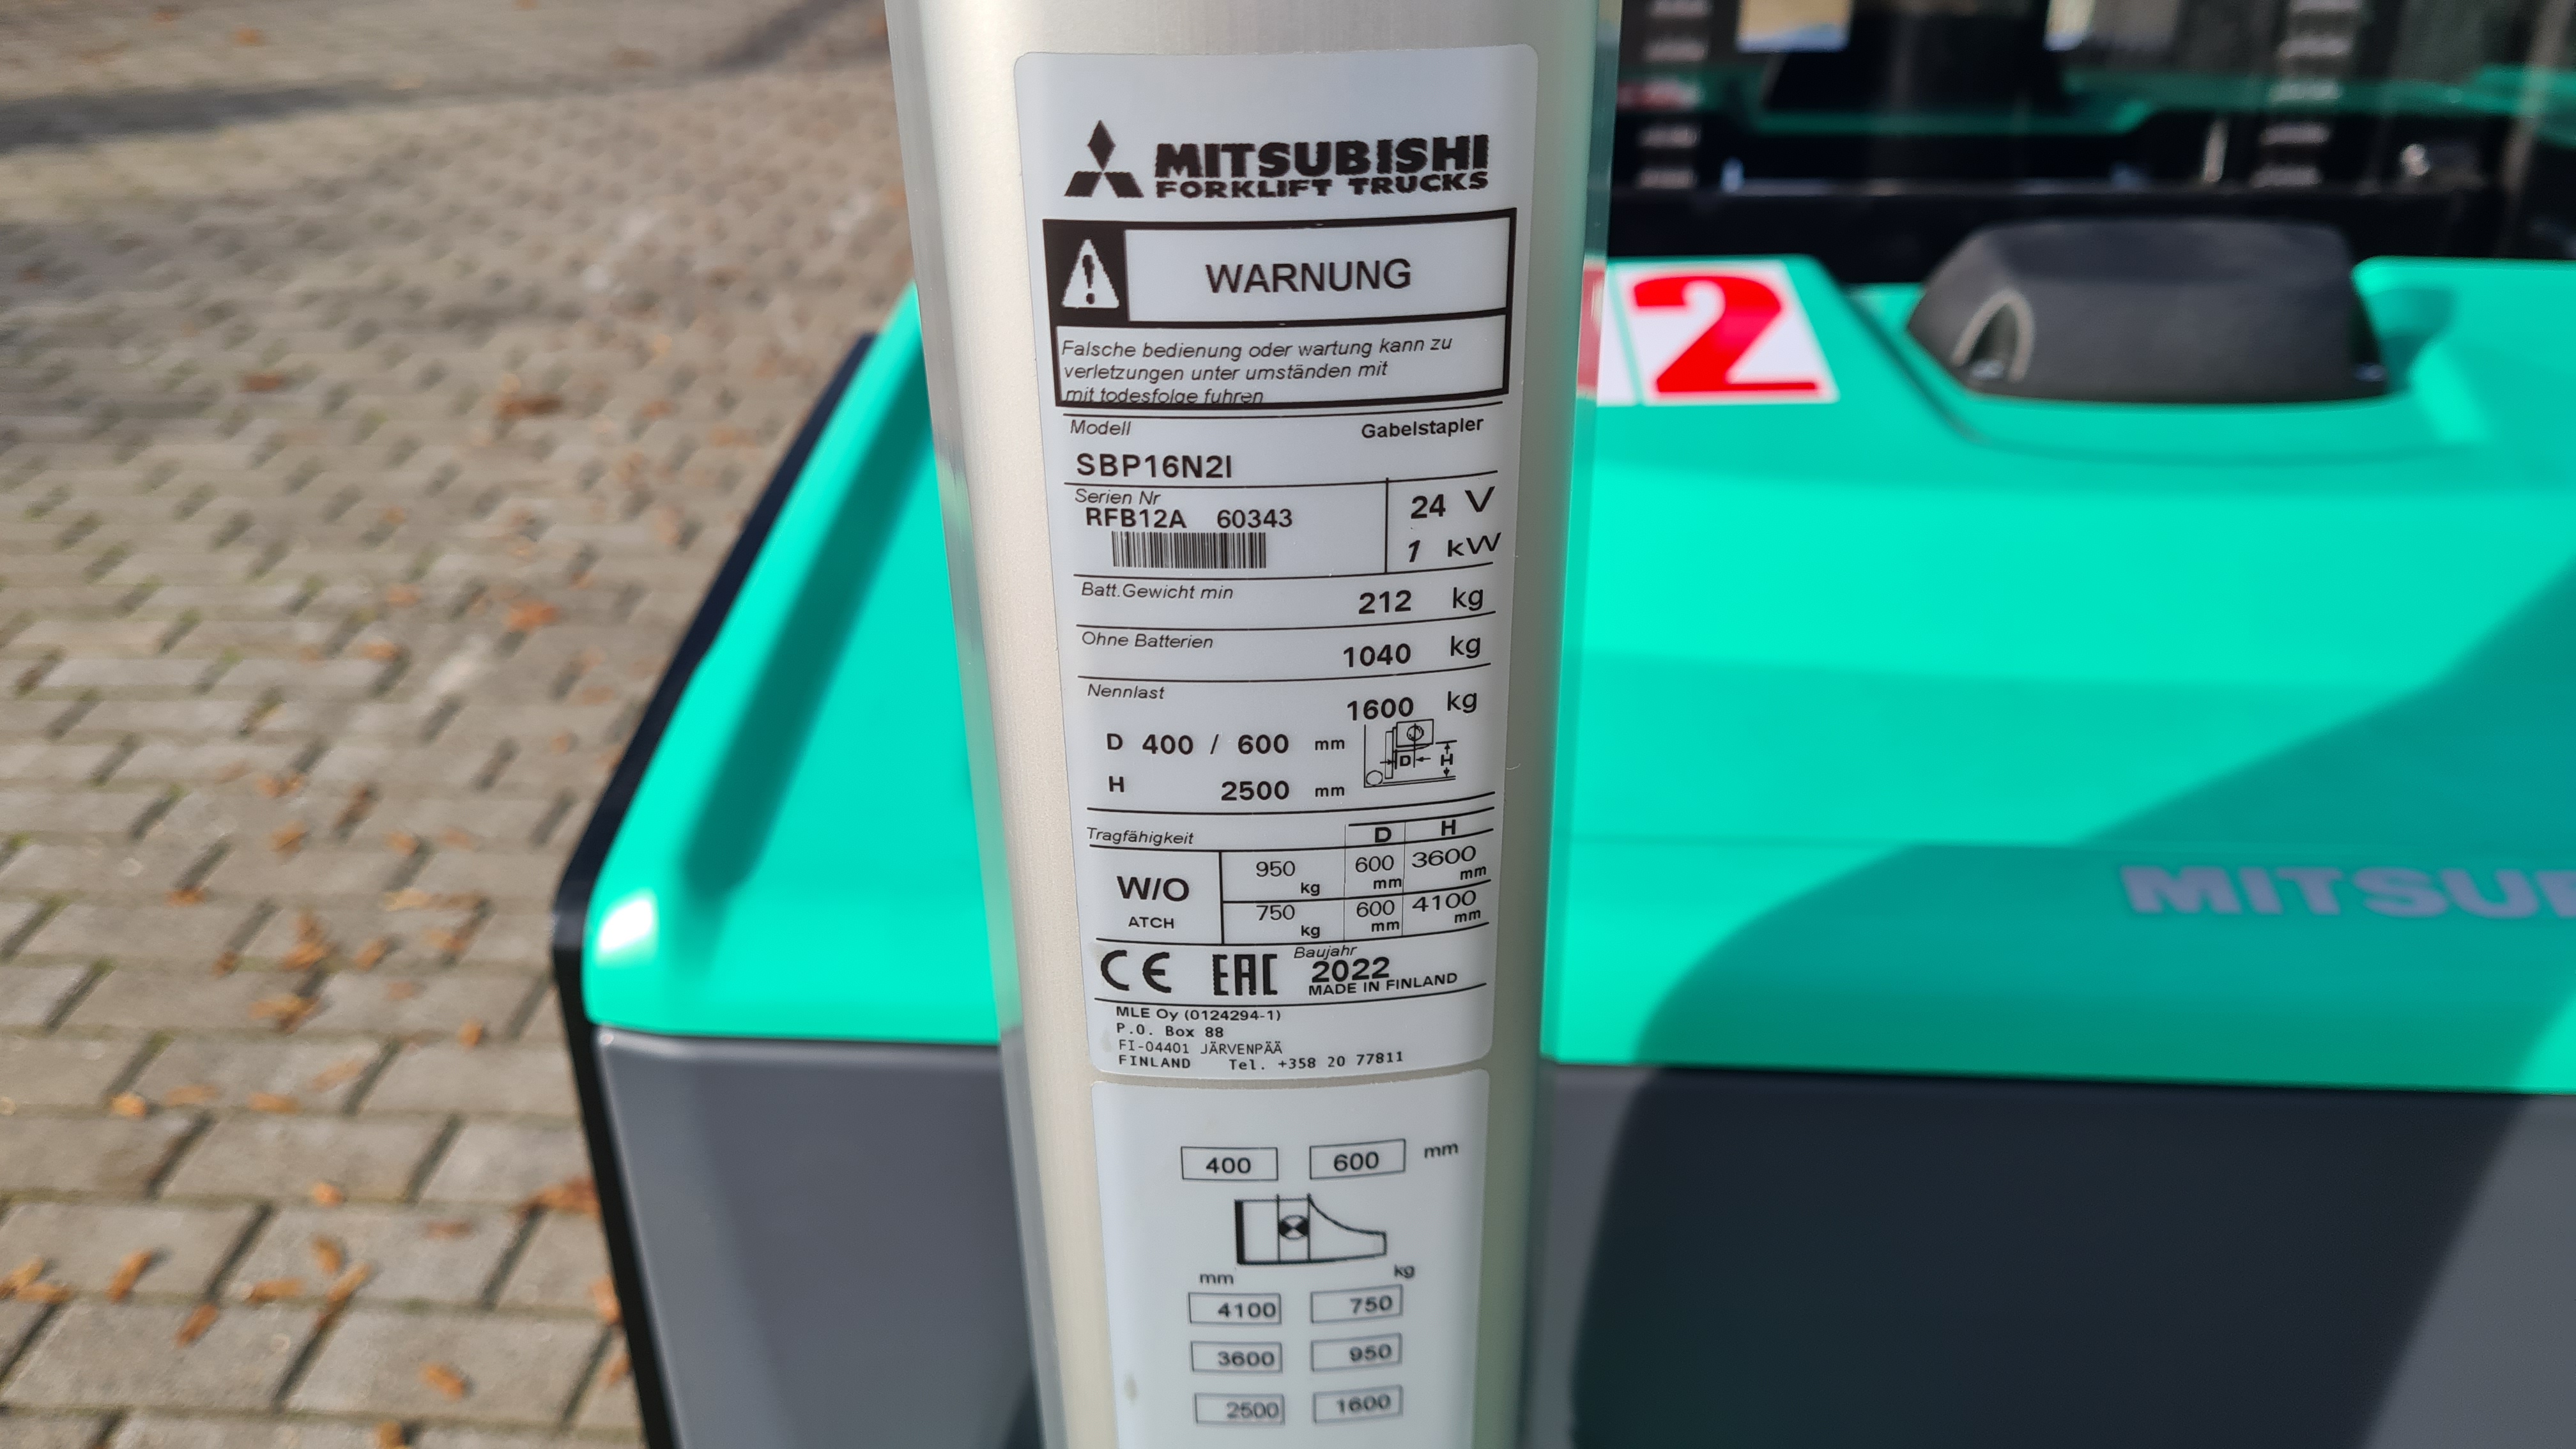 MITSUBISHI
FORKLIFT TRUCKS
WARNUNG
Falsche bedienung oder wartung kann zu
verletzungen unter umständen mit
mit todesfolge fuhren
Modell Gabelstapler
SBP16N2I
Serien Nr
RFB12A 60343
24 V
1 kW
Batt.Gewicht min 212 kg
Ohne Batterien 1040 kg
Nennlast 1600 kg
D 400 / 600 mm
D H
H 2500 mm
Tragfähigkeit D H
W/O ATCH
950 kg 600 mm 3600 mm
750 kg 600 mm 4100 mm
CE EAC Baujahr
2022
MADE IN FINLAND
MLE Oy (0124294-1)
P.O. Box 88
FI-04401 JÄRVENPÄÄ
FINLAND Tel. +358 20 77811
400 600 mm
mm kg
4100 750
3600 950
2500 1600
2
MITSU